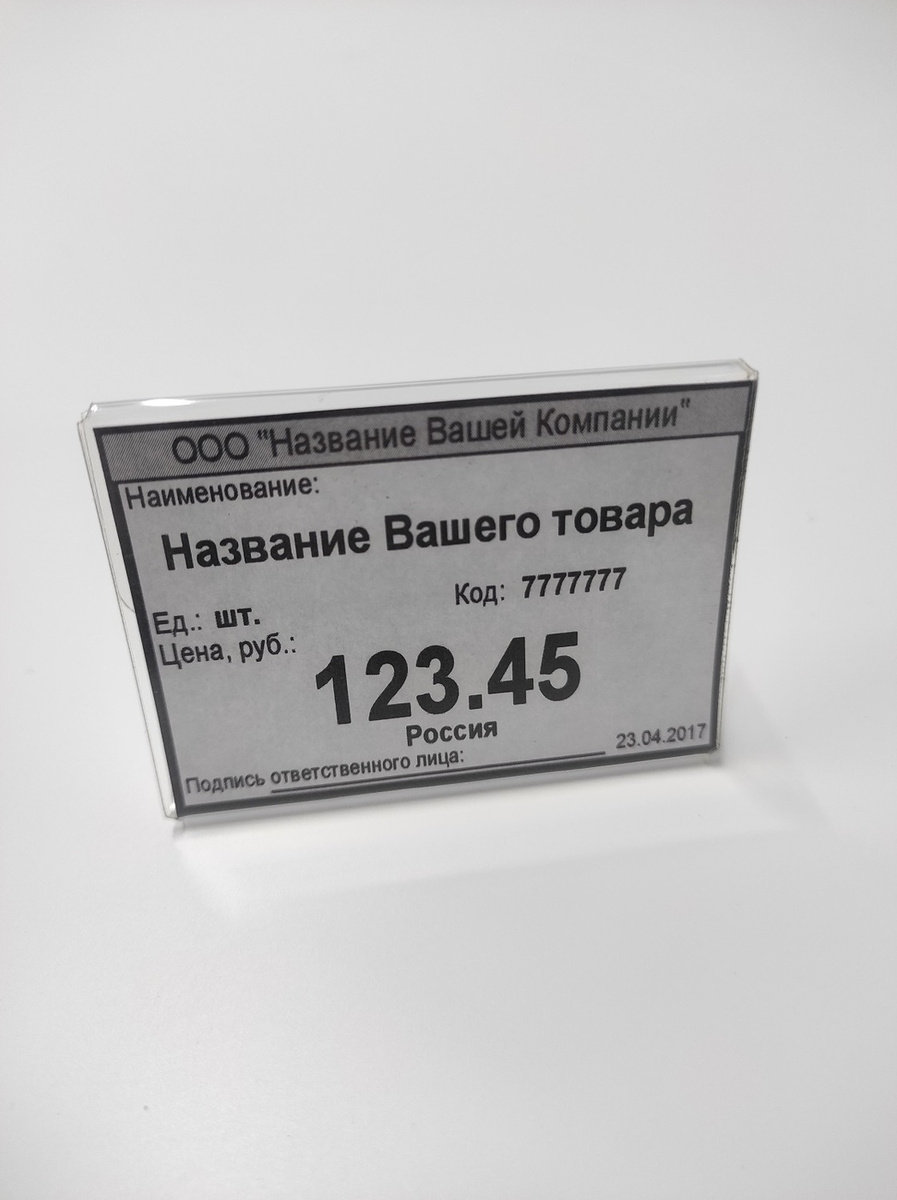 ООО "Название Вашей Компании"
Наименование:
Название Вашего товара
Код: 7777777
Ед.: шт.
Цена, руб.:
123.45
Россия
Подпись ответственного лица: 23.04.2017